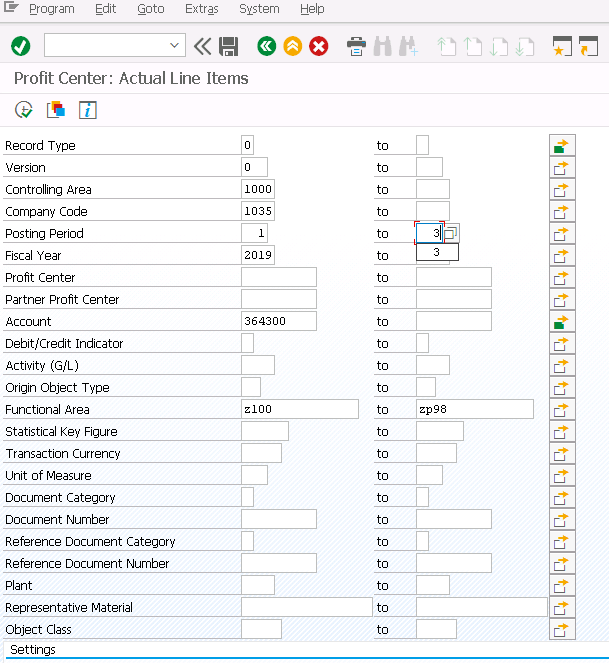 Program Edit Goto Extras System Help
Profit Center: Actual Line Items
Record Type 0 to
Version 0 to
Controlling Area 1000 to
Company Code 1035 to
Posting Period 1 to 3
Fiscal Year 2019 to 3
Profit Center to
Partner Profit Center to
Account 364300 to
Debit/Credit Indicator to
Activity (G/L) to
Origin Object Type to
Functional Area z100 to zp98
Statistical Key Figure to
Transaction Currency to
Unit of Measure to
Document Category to
Document Number to
Reference Document Category to
Reference Document Number to
Plant to
Representative Material to
Object Class to
Settings